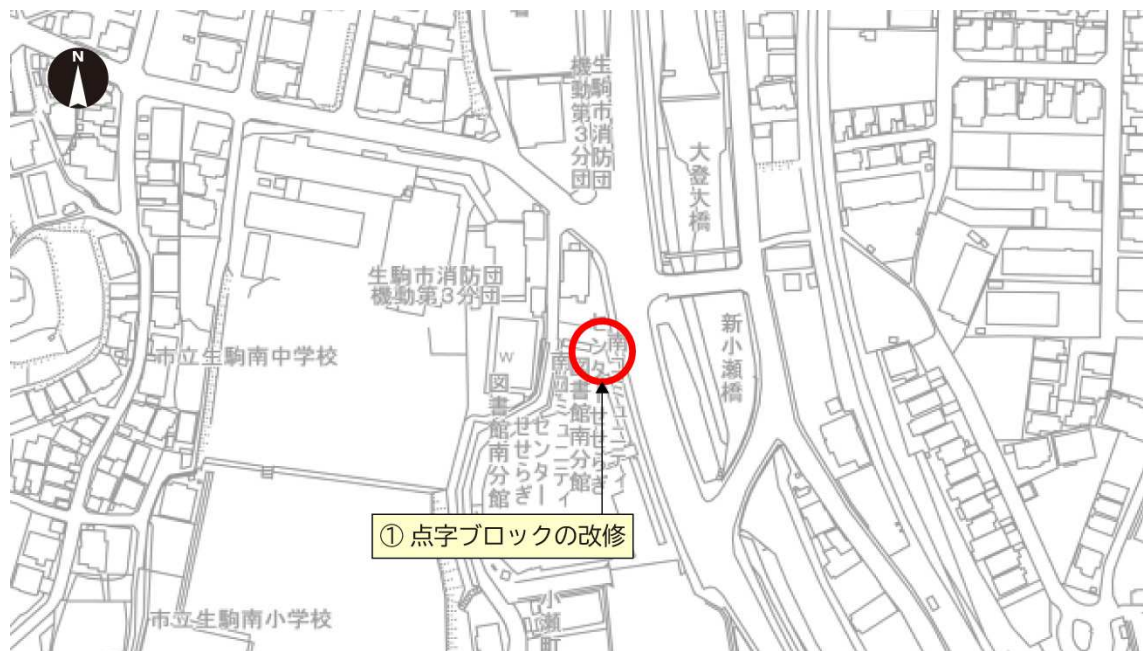 N
生駒市消防団
機動第3分団
大登大橋
生駒市消防団
機動第3分団
新小瀬橋
市立生駒南中学校
W
南コミュニティ
センターせせらぎ
図書館南分館
南コミュニティ
センター
せせらぎ
図書館南分館
① 点字ブロックの改修
小瀬町
市立生駒南小学校